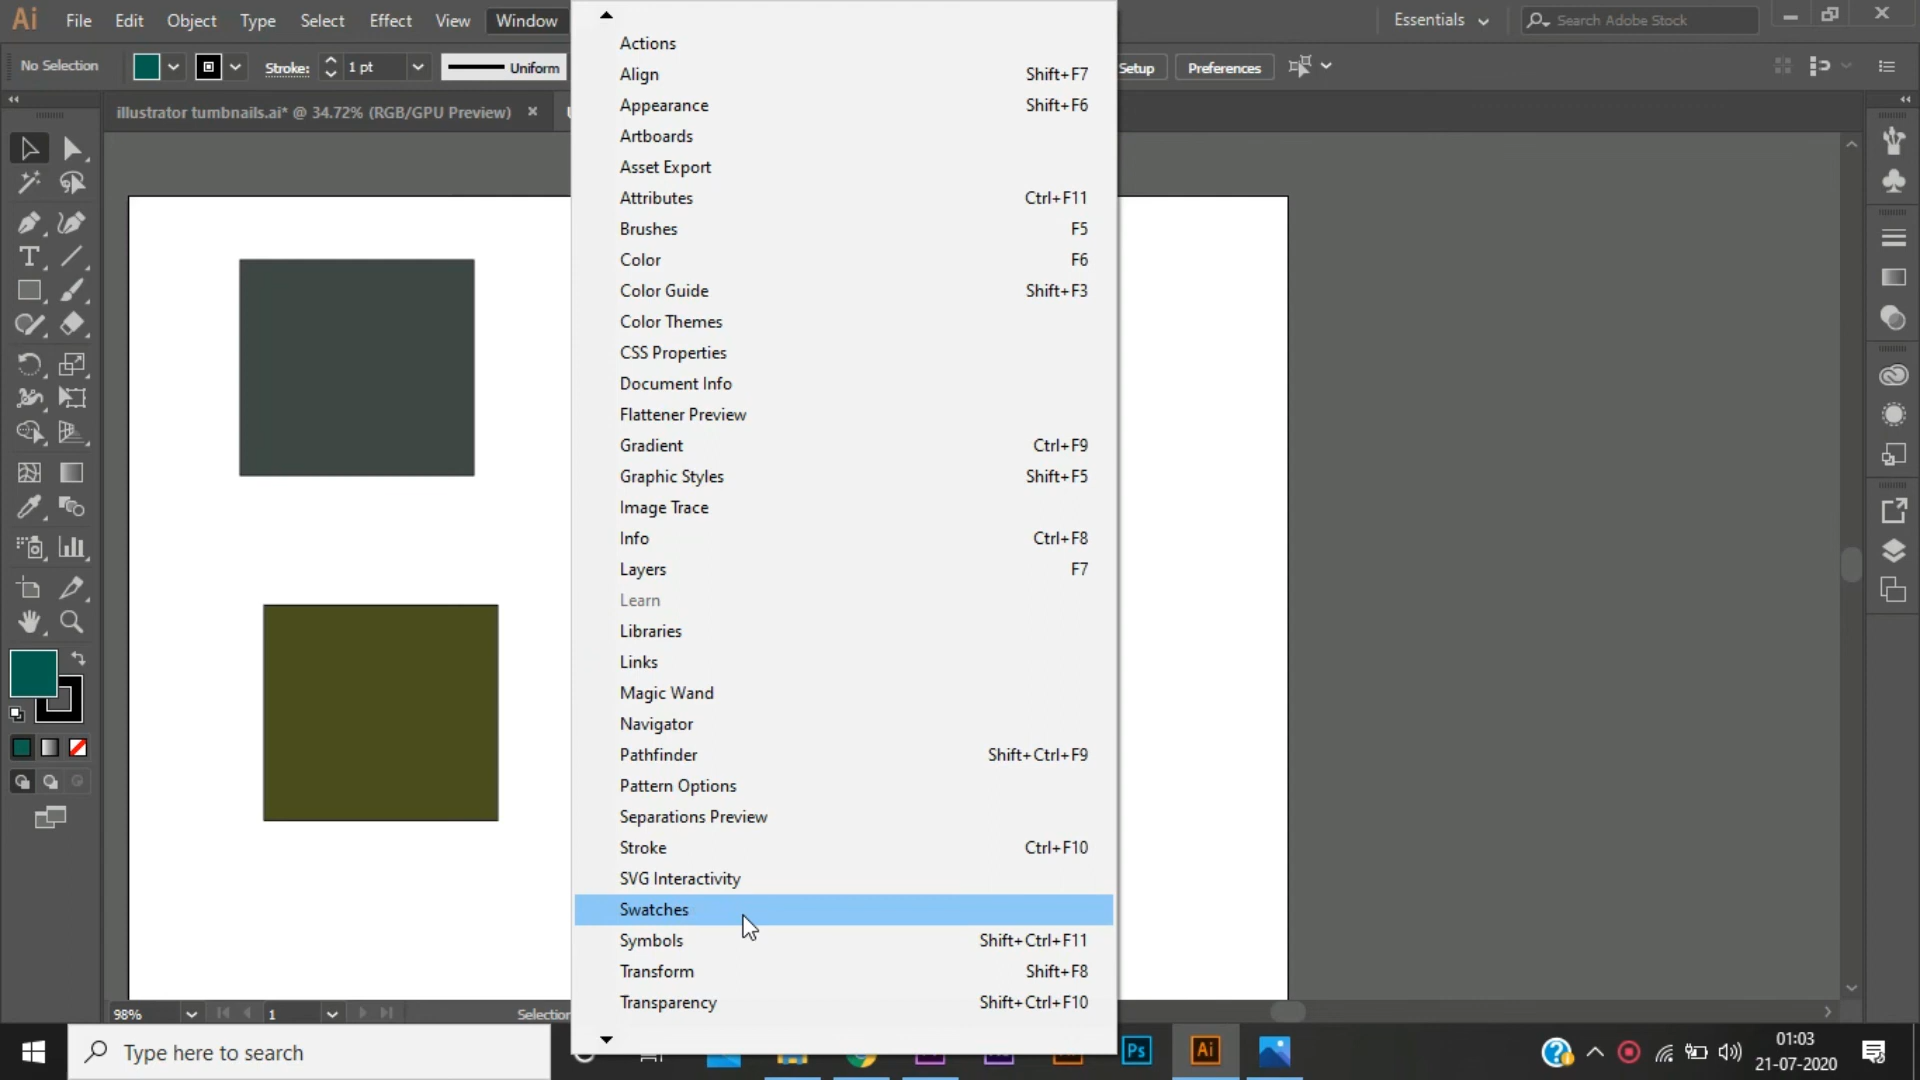 Ai File Edit Object Type Select Effect View Window Essentials Search Adobe Stock
No Selection Stroke: 1 pt Uniform Setup Preferences
illustrator tumbnails.ai* @ 34.72% (RGB/GPU Preview) ×
Actions
Align Shift+F7
Appearance Shift+F6
Artboards
Asset Export
Attributes Ctrl+F11
Brushes F5
Color F6
Color Guide Shift+F3
Color Themes
CSS Properties
Document Info
Flattener Preview
Gradient Ctrl+F9
Graphic Styles Shift+F5
Image Trace
Info Ctrl+F8
Layers F7
Learn
Libraries
Links
Magic Wand
Navigator
Pathfinder Shift+Ctrl+F9
Pattern Options
Separations Preview
Stroke Ctrl+F10
SVG Interactivity
Swatches
Symbols Shift+Ctrl+F11
Transform Shift+F8
Transparency Shift+Ctrl+F10
98% 1 Selection
Type here to search Ps Ai 01:03
21-07-2020